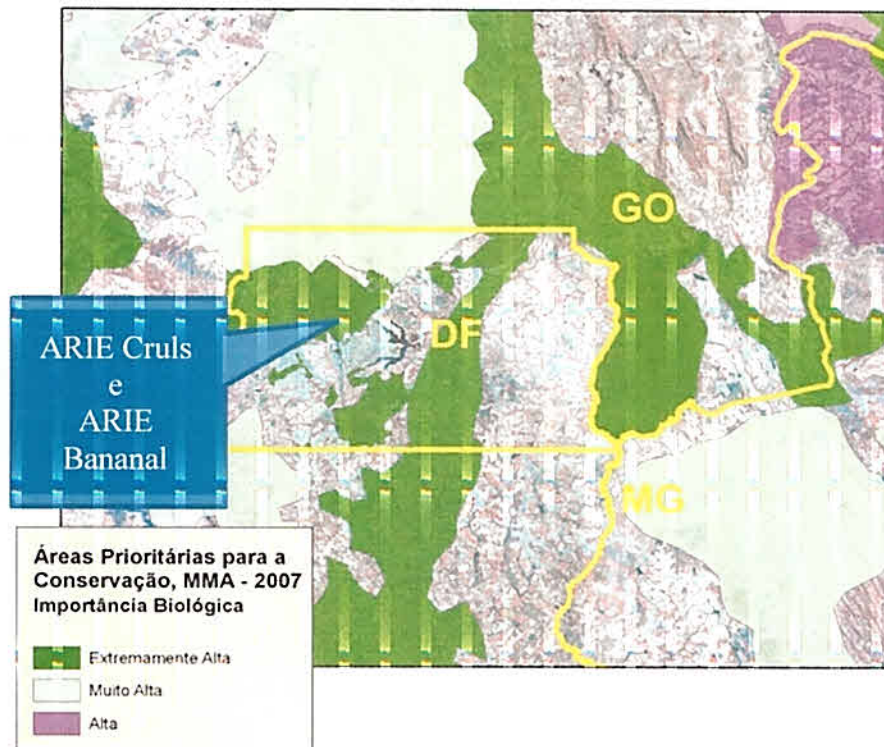 GO
DF
MG
ARIE Cruls
e
ARIE
Bananal
Áreas Prioritárias para a
Conservação, MMA - 2007
Importância Biológica
Extremamente Alta
Muito Alta
Alta